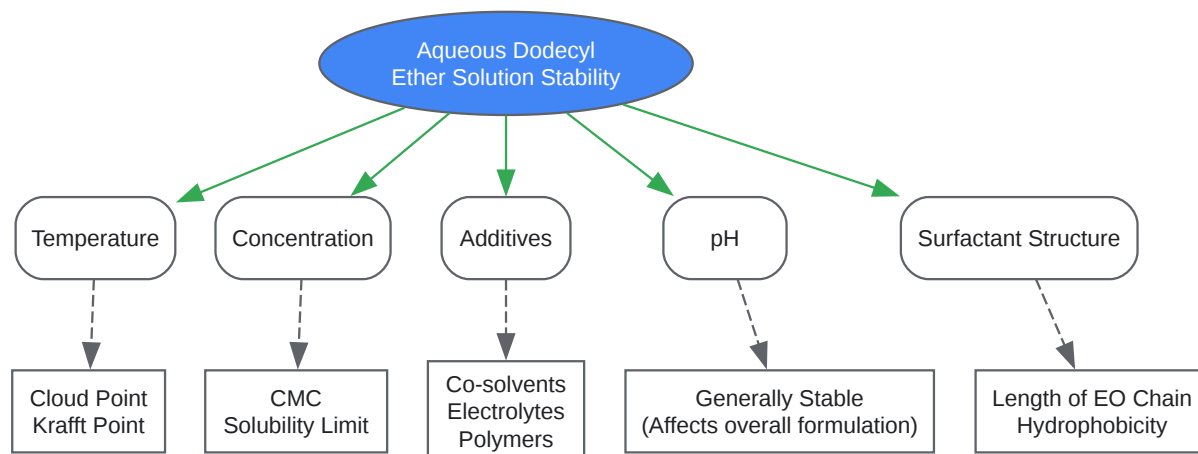 Aqueous Dodecyl
Ether Solution Stability
Temperature
Concentration
Additives
pH
Surfactant Structure
Cloud Point
Krafft Point
CMC
Solubility Limit
Co-solvents
Electrolytes
Polymers
Generally Stable
(Affects overall formulation)
Length of EO Chain
Hydrophobicity